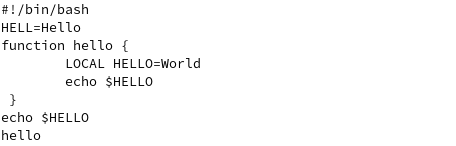 #!/bin/bash
HELL=Hello
function hello {
        LOCAL HELLO=World
        echo $HELLO
 }
echo $HELLO
hello